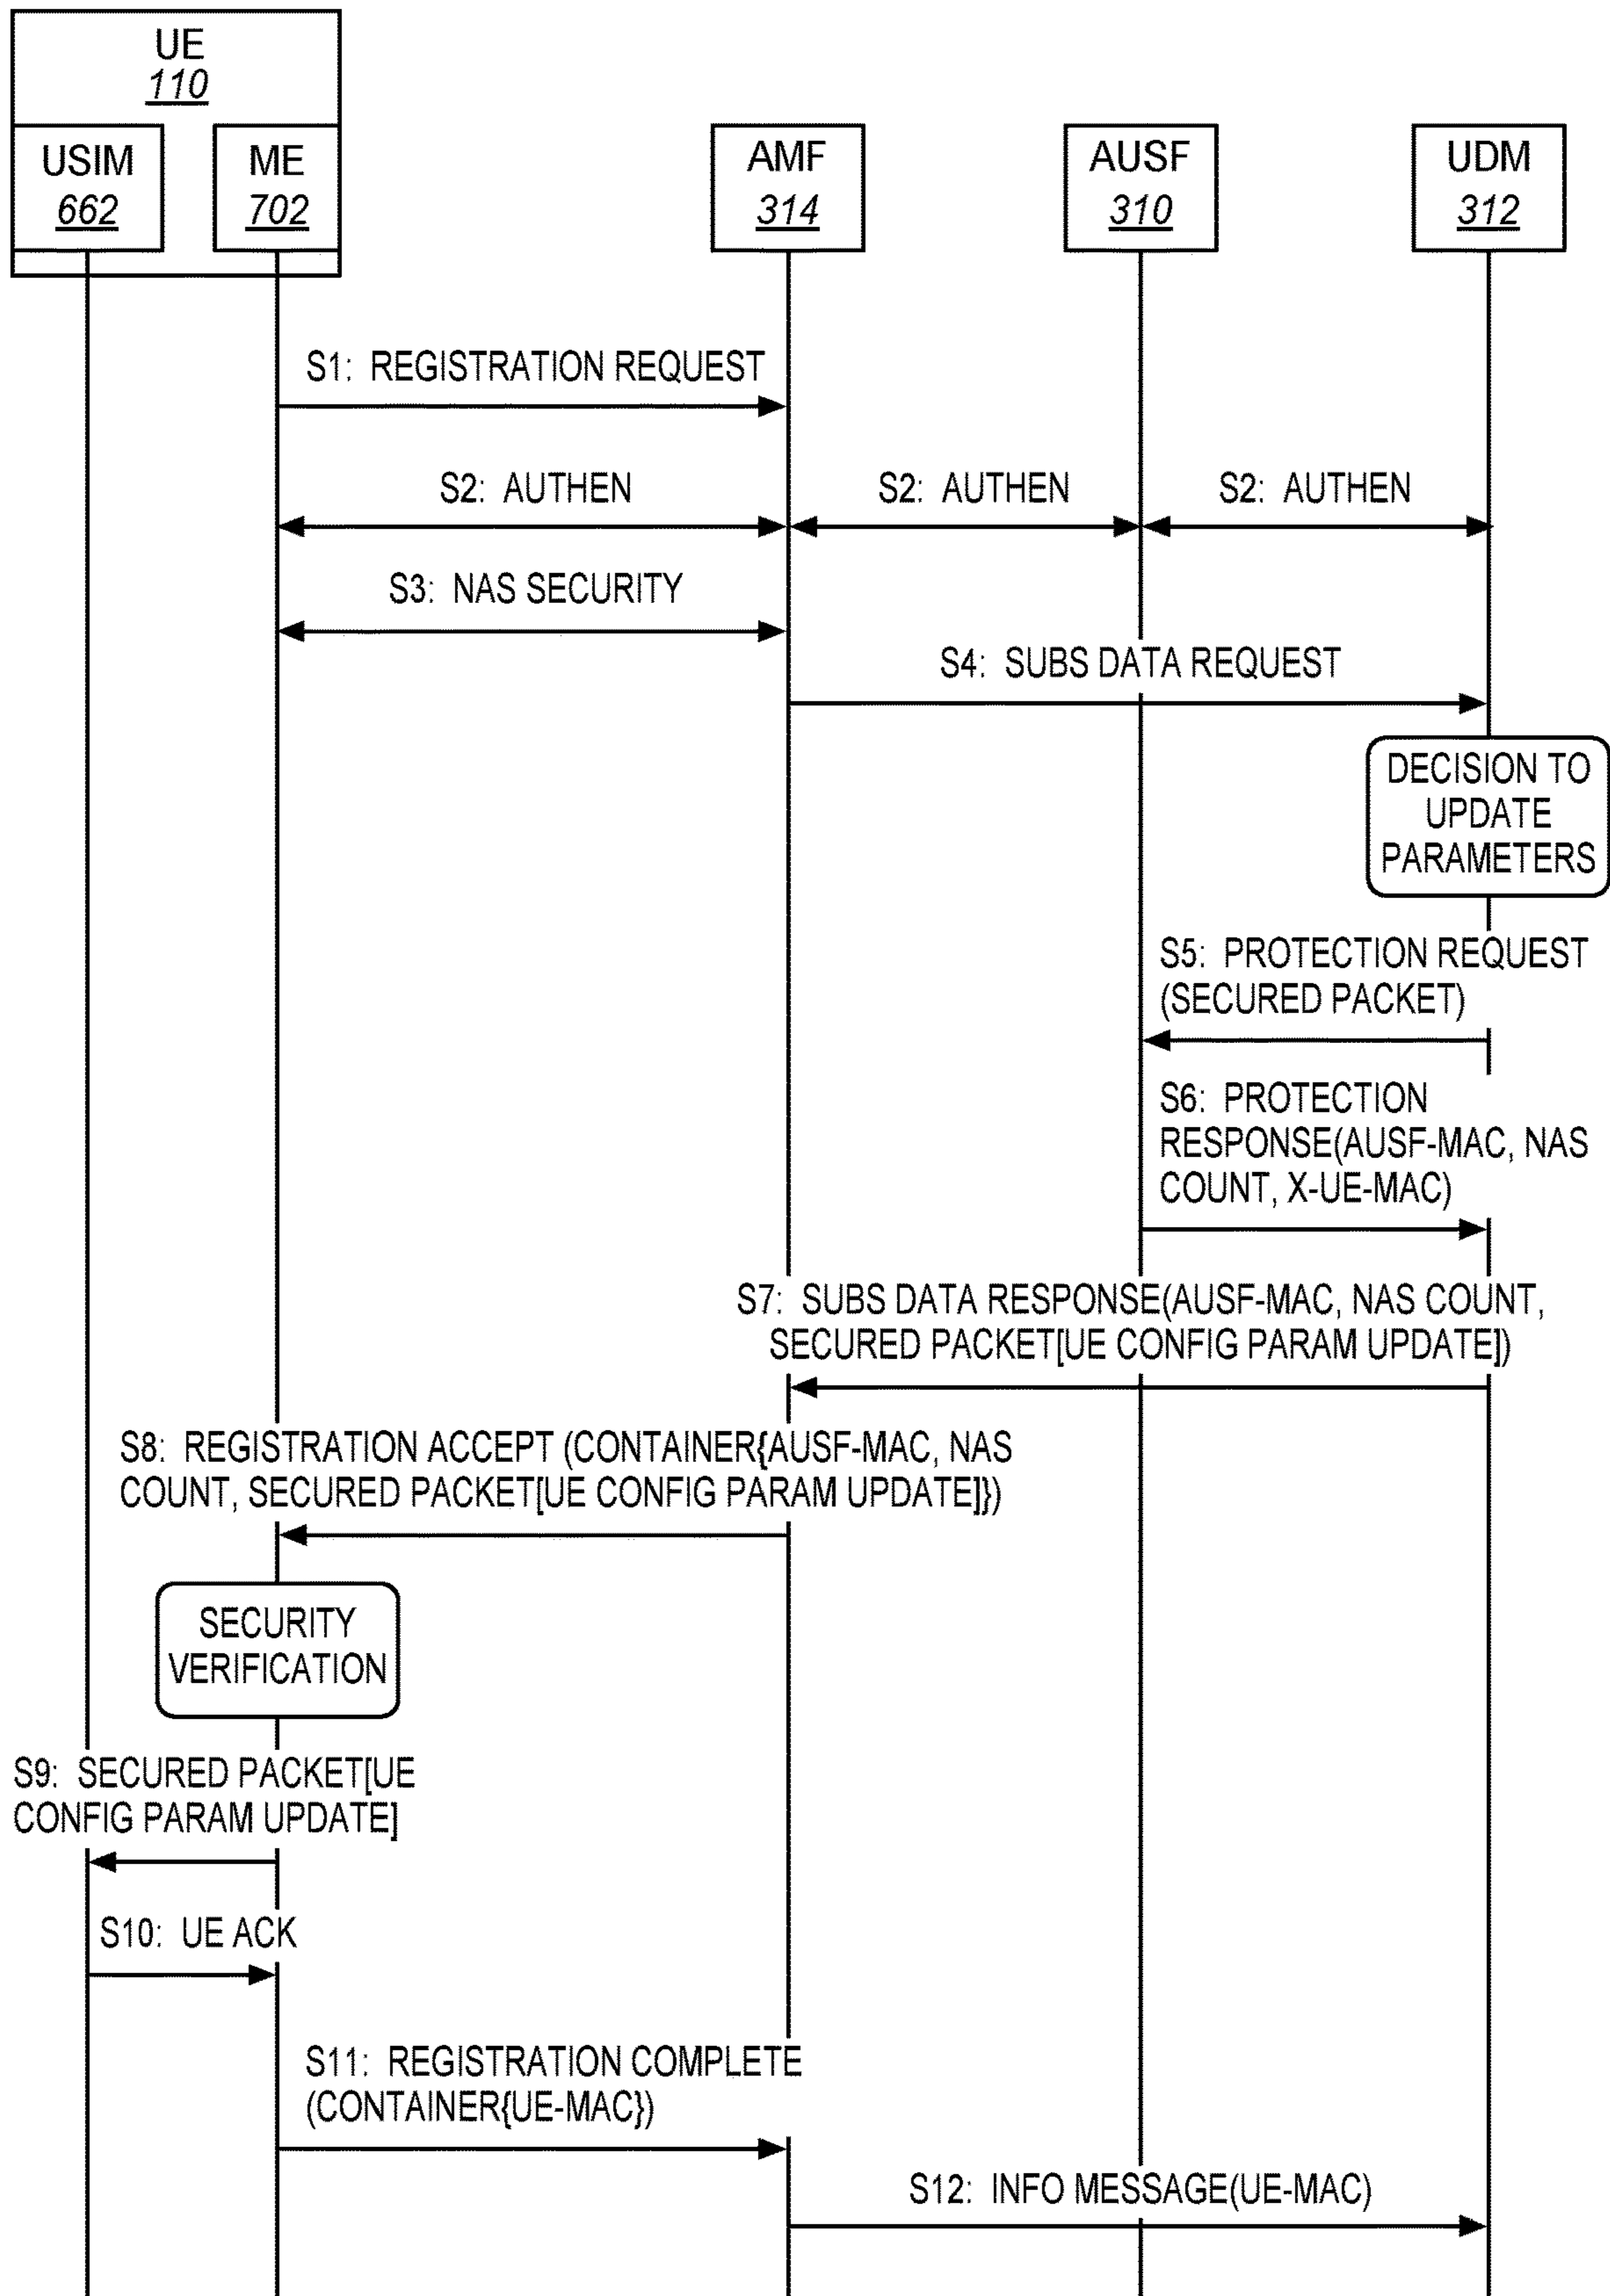 UE
110
USIM
662
ME
702
AMF
314
AUSF
310
UDM
312
S1: REGISTRATION REQUEST
S2: AUTHEN
S2: AUTHEN
S2: AUTHEN
S3: NAS SECURITY
S4: SUBS DATA REQUEST
DECISION TO
UPDATE
PARAMETERS
S5: PROTECTION REQUEST
(SECURED PACKET)
S6: PROTECTION
RESPONSE(AUSF-MAC, NAS
COUNT, X-UE-MAC)
S7: SUBS DATA RESPONSE(AUSF-MAC, NAS COUNT,
SECURED PACKET[UE CONFIG PARAM UPDATE])
S8: REGISTRATION ACCEPT (CONTAINER{AUSF-MAC, NAS
COUNT, SECURED PACKET[UE CONFIG PARAM UPDATE]})
SECURITY
VERIFICATION
S9: SECURED PACKET[UE
CONFIG PARAM UPDATE]
S10: UE ACK
S11: REGISTRATION COMPLETE
(CONTAINER{UE-MAC})
S12: INFO MESSAGE(UE-MAC)